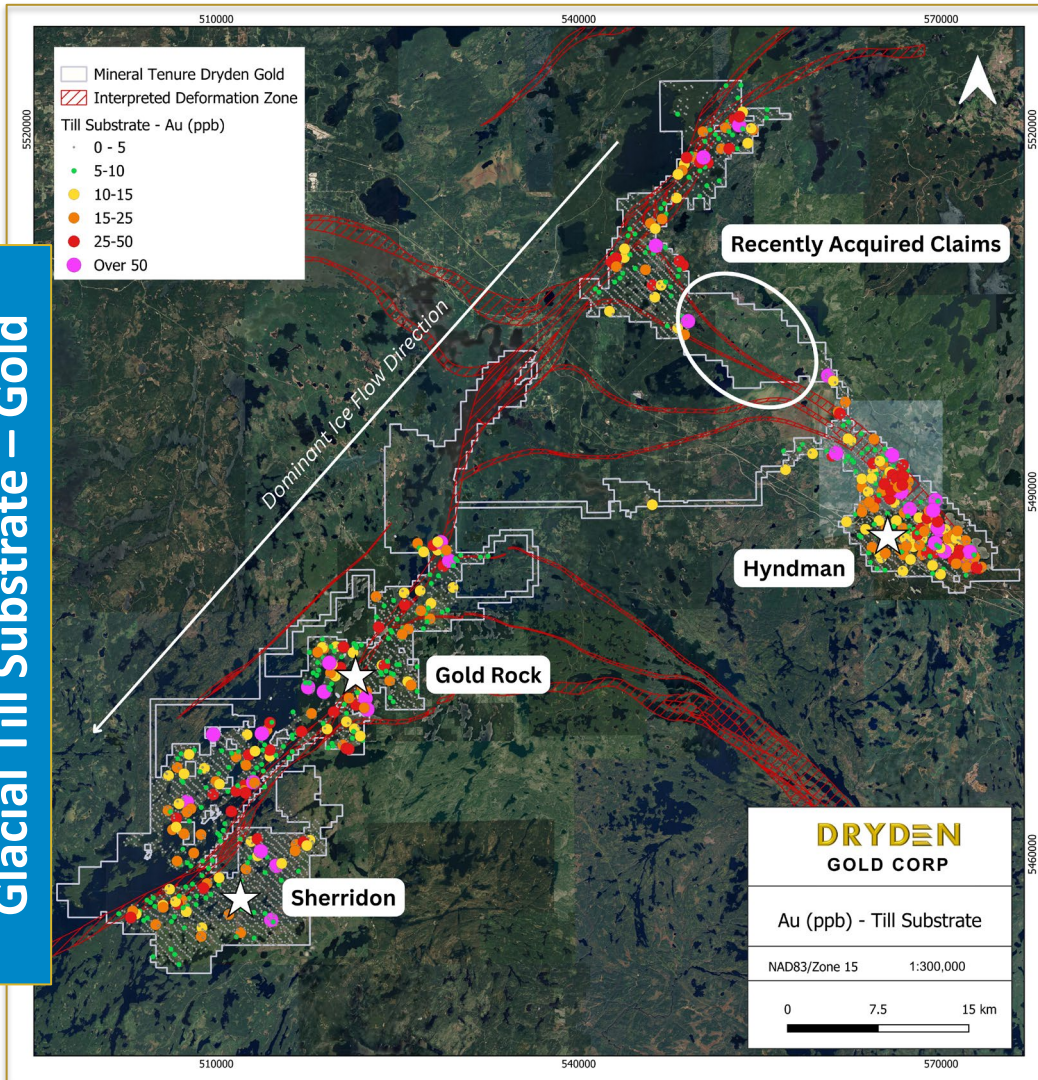 Glacial Till Substrate – Gold
510000
540000
570000
5520000
5520000
Mineral Tenure Dryden Gold
Interpreted Deformation Zone
Till Substrate - Au (ppb)
0 - 5
5-10
10-15
15-25
25-50
Over 50
Recently Acquired Claims
Dominant Ice Flow Direction
5490000
Hyndman
Gold Rock
Sherridon
5460000
DRYDEN
GOLD CORP
Au (ppb) - Till Substrate
NAD83/Zone 15 1:300,000
0 7.5 15 km
510000
540000
570000